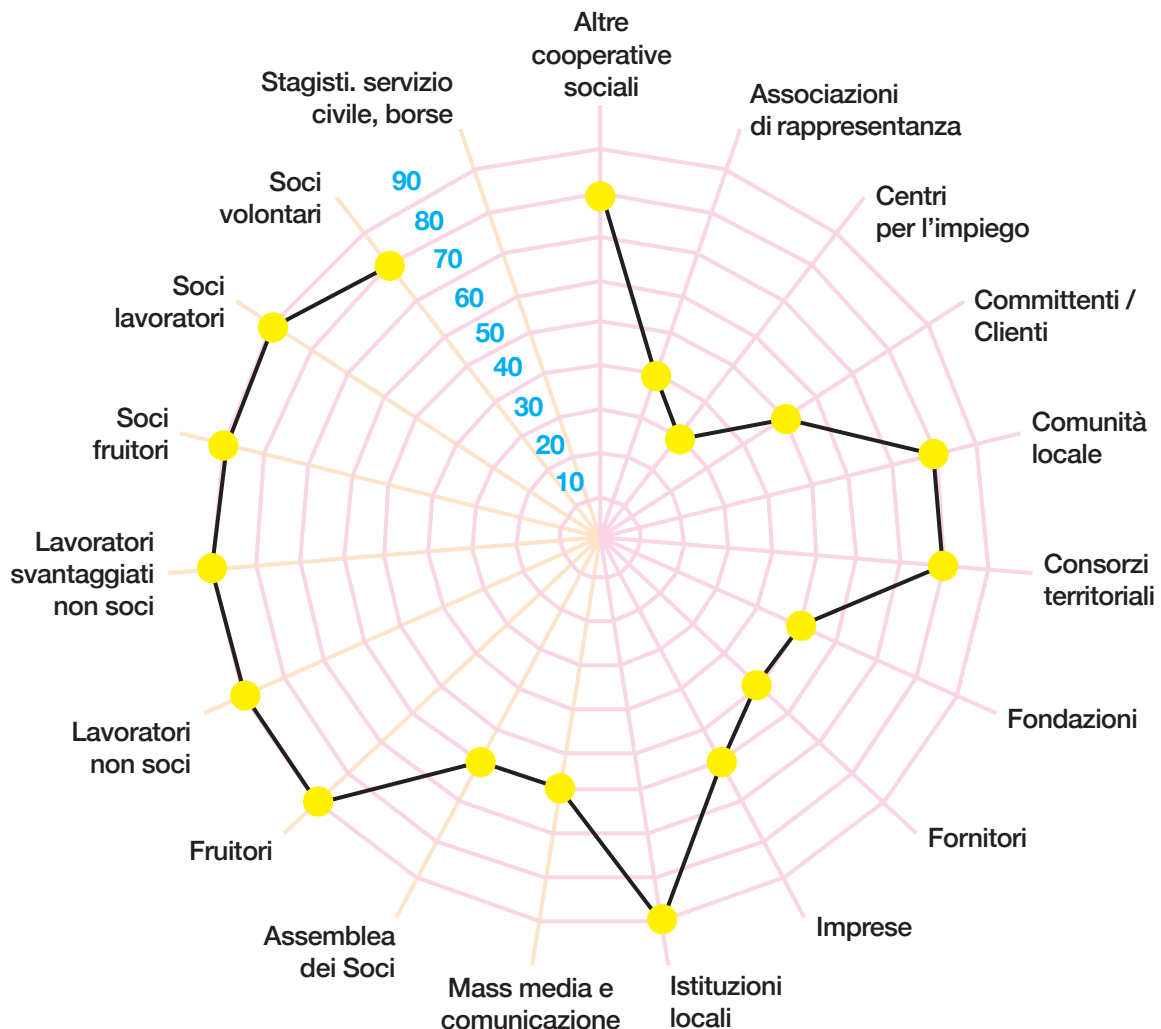 Altre
cooperative
sociali
Associazioni
di rappresentanza
Centri
per l’impiego
Committenti /
Clienti
Comunità
locale
Consorzi
territoriali
Fondazioni
Fornitori
Imprese
Istituzioni
locali
Mass media e
comunicazione
Assemblea
dei Soci
Fruitori
Lavoratori
non soci
Lavoratori
svantaggiati
non soci
Soci
fruitori
Soci
lavoratori
Soci
volontari
Stagisti. servizio
civile, borse
90
80
70
60
50
40
30
20
10